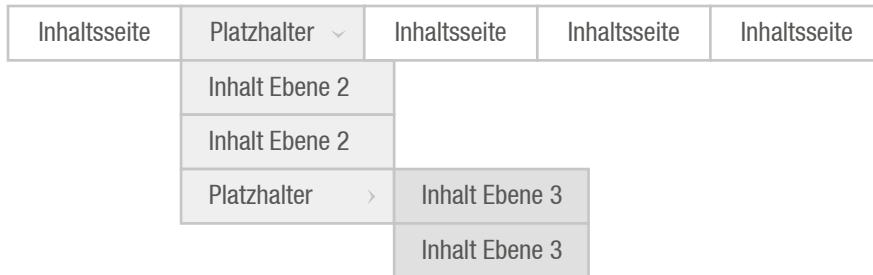 Inhaltsseite Platzhalter Inhaltsseite Inhaltsseite Inhaltsseite
Inhalt Ebene 2
Inhalt Ebene 2
Platzhalter Inhalt Ebene 3
Inhalt Ebene 3